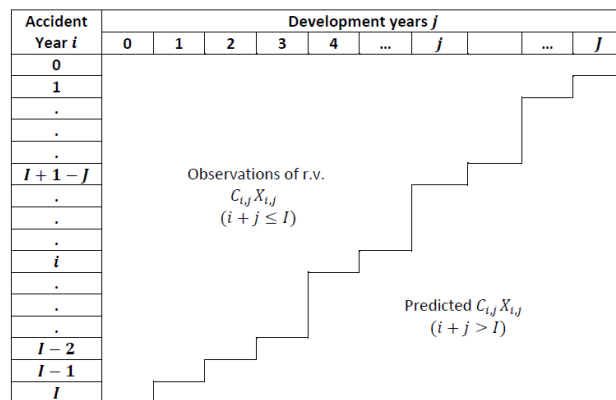 Accident Year i
Development years j
0 1 2 3 4 ... j ... J
0
1
.
.
.
I + 1 − J
.
.
.
i
.
.
.
I − 2
I − 1
I
Observations of r.v.
C_{i,j} X_{i,j}
(i + j ≤ I)
Predicted C_{i,j} X_{i,j}
(i + j > I)